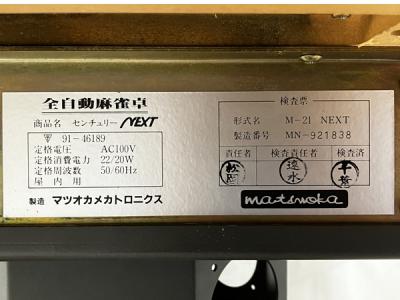 全自動麻雀卓
商品名 センチュリー NEXT
〒 91-46189
定格電圧 AC100V
定格消費電力 22/20W
定格周波数 50/60Hz
屋内用
製造 マツオカメカトロニクス
検査票
形式名 M-21 NEXT
製造番号 MN-921838
責任者 検査責任者 検査済
松岡 清水 千葉
matsuoka